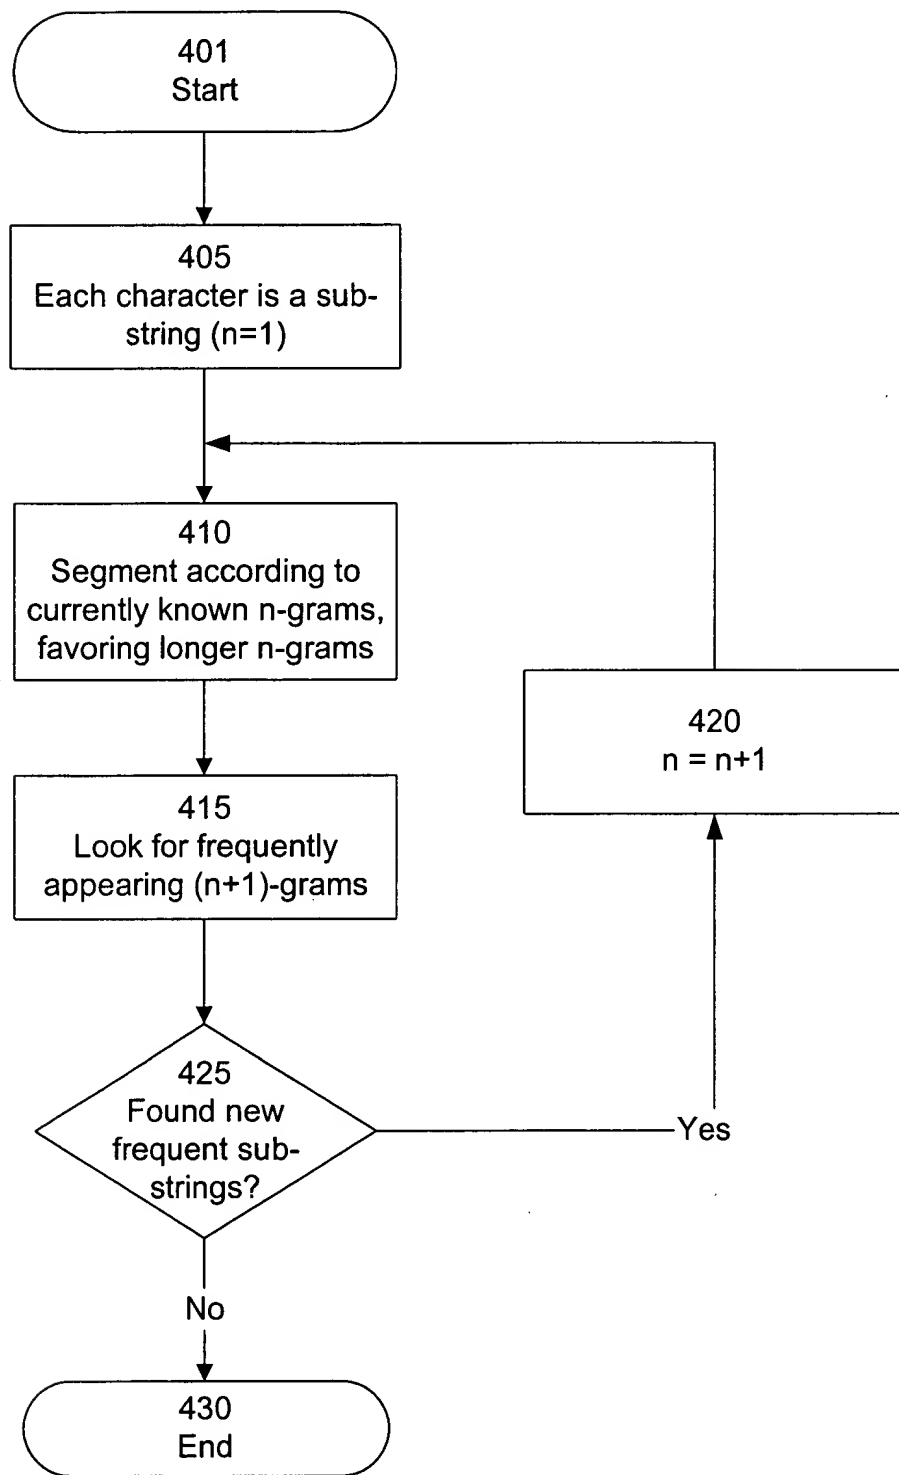 401
Start
405
Each character is a sub-
string (n=1)
410
Segment according to
currently known n-grams,
favoring longer n-grams
420
n = n+1
415
Look for frequently
appearing (n+1)-grams
425
Found new
frequent sub-
strings?
Yes
No
430
End